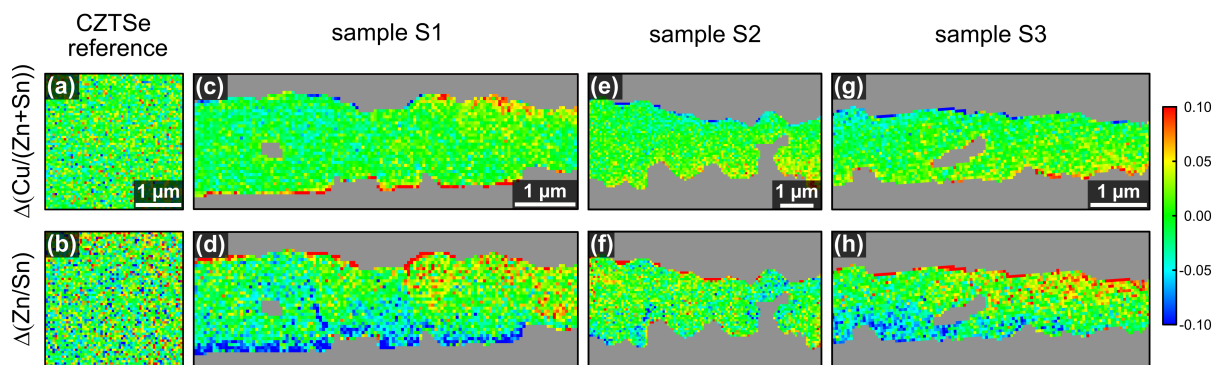 CZTSe
reference
sample S1
sample S2
sample S3
Δ(Cu/(Zn+Sn))
(a)
1 µm
(c)
1 µm
(e)
1 µm
(g)
1 µm
Δ(Zn/Sn)
(b)
(d)
(f)
(h)
0.10
0.05
0.00
-0.05
-0.10